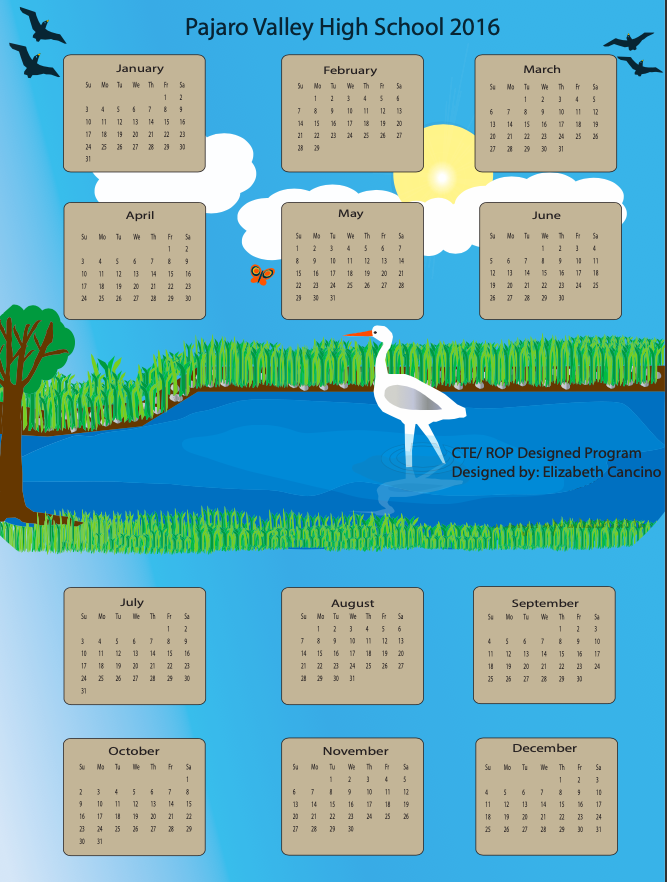 Pajaro Valley High School 2016
January
Su Mo Tu We Th Fr Sa
1 2
3 4 5 6 7 8 9
10 11 12 13 14 15 16
17 18 19 20 21 22 23
24 25 26 27 28 29 30
31
February
Su Mo Tu We Th Fr Sa
1 2 3 4 5 6
7 8 9 10 11 12 13
14 15 16 17 18 19 20
21 22 23 24 25 26 27
28 29
March
Su Mo Tu We Th Fr Sa
1 2 3 4 5
6 7 8 9 10 11 12
13 14 15 16 17 18 19
20 21 22 23 24 25 26
27 28 29 30 31
April
Su Mo Tu We Th Fr Sa
1 2
3 4 5 6 7 8 9
10 11 12 13 14 15 16
17 18 19 20 21 22 23
24 25 26 27 28 29 30
May
Su Mo Tu We Th Fr Sa
1 2 3 4 5 6 7
8 9 10 11 12 13 14
15 16 17 18 19 20 21
22 23 24 25 26 27 28
29 30 31
June
Su Mo Tu We Th Fr Sa
1 2 3 4
5 6 7 8 9 10 11
12 13 14 15 16 17 18
19 20 21 22 23 24 25
26 27 28 29 30
CTE/ ROP Designed Program
Designed by: Elizabeth Cancino
July
Su Mo Tu We Th Fr Sa
1 2
3 4 5 6 7 8 9
10 11 12 13 14 15 16
17 18 19 20 21 22 23
24 25 26 27 28 29 30
31
August
Su Mo Tu We Th Fr Sa
1 2 3 4 5 6
7 8 9 10 11 12 13
14 15 16 17 18 19 20
21 22 23 24 25 26 27
28 29 30 31
September
Su Mo Tu We Th Fr Sa
1 2 3
4 5 6 7 8 9 10
11 12 13 14 15 16 17
18 19 20 21 22 23 24
25 26 27 28 29 30
October
Su Mo Tu We Th Fr Sa
1
2 3 4 5 6 7 8
9 10 11 12 13 14 15
16 17 18 19 20 21 22
23 24 25 26 27 28 29
30 31
November
Su Mo Tu We Th Fr Sa
1 2 3 4 5
6 7 8 9 10 11 12
13 14 15 16 17 18 19
20 21 22 23 24 25 26
27 28 29 30
December
Su Mo Tu We Th Fr Sa
1 2 3
4 5 6 7 8 9 10
11 12 13 14 15 16 17
18 19 20 21 22 23 24
25 26 27 28 29 30 31